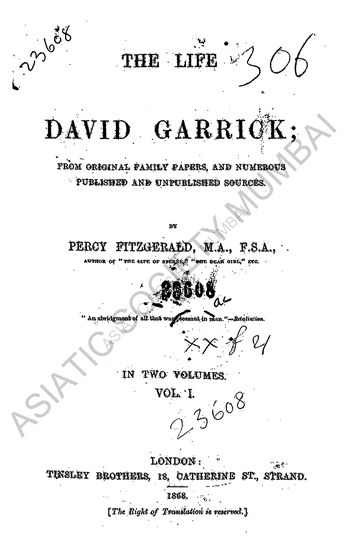 23608
THE LIFE
306
DAVID GARRICK;
FROM ORIGINAL FAMILY PAPERS, AND NUMEROUS
PUBLISHED AND UNPUBLISHED SOURCES.
BY
PERCY FITZGERALD, M.A., F.S.A.,
AUTHOR OF "THE LIFE OF STERNE," "THE DEAR GIRL," ETC.
23608
"An abridgment of all that was pleasant in man."—Retaliation.
IN TWO VOLUMES.
VOL. I.
23608
LONDON:
TINSLEY BROTHERS, 18, CATHERINE ST., STRAND.
1868.
[The Right of Translation is reserved.]
ASIATIC SOCIETY MUMBAI